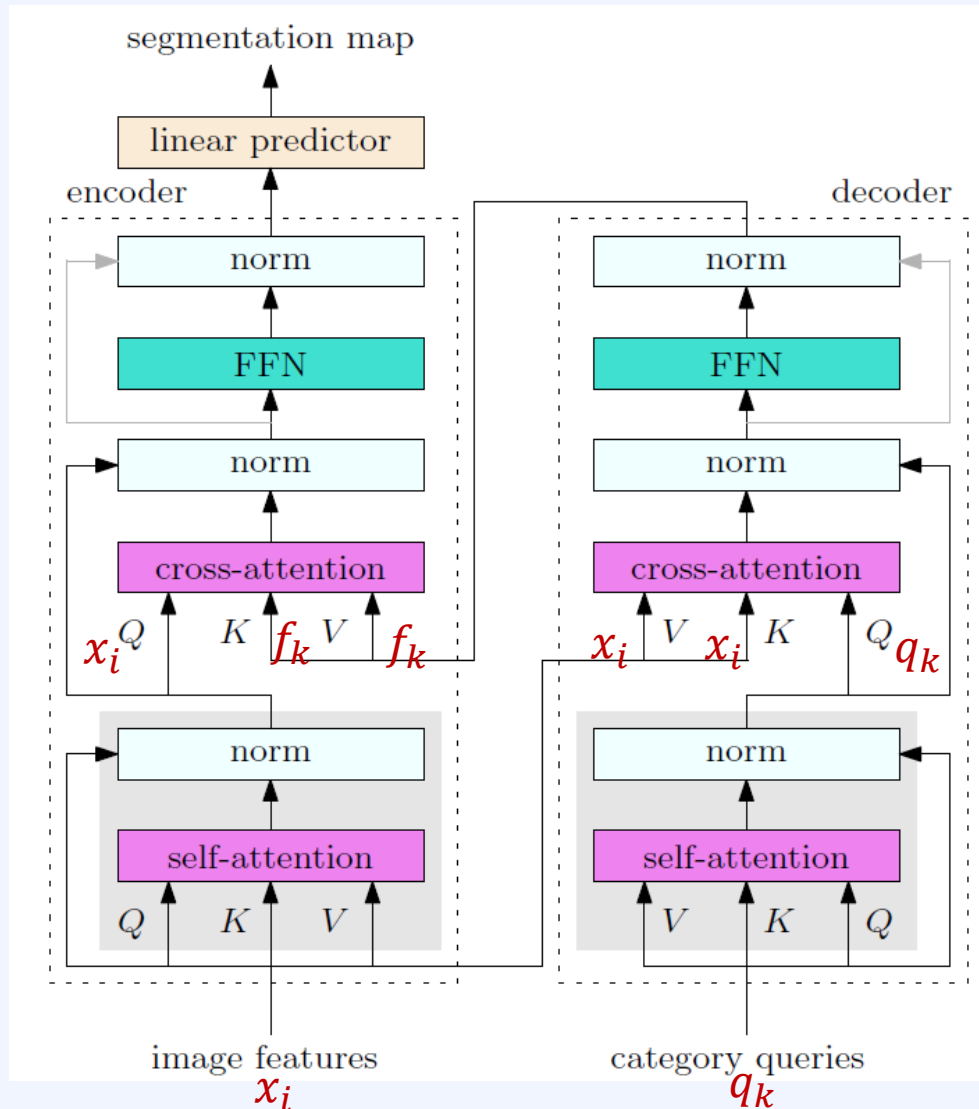 segmentation map
linear predictor
encoder
decoder
norm
norm
FFN
FFN
norm
norm
cross-attention
cross-attention
Q K V
V K Q
x_i f_k f_k
x_i x_i q_k
norm
norm
self-attention
self-attention
Q K V
V K Q
image features
category queries
x_i
q_k